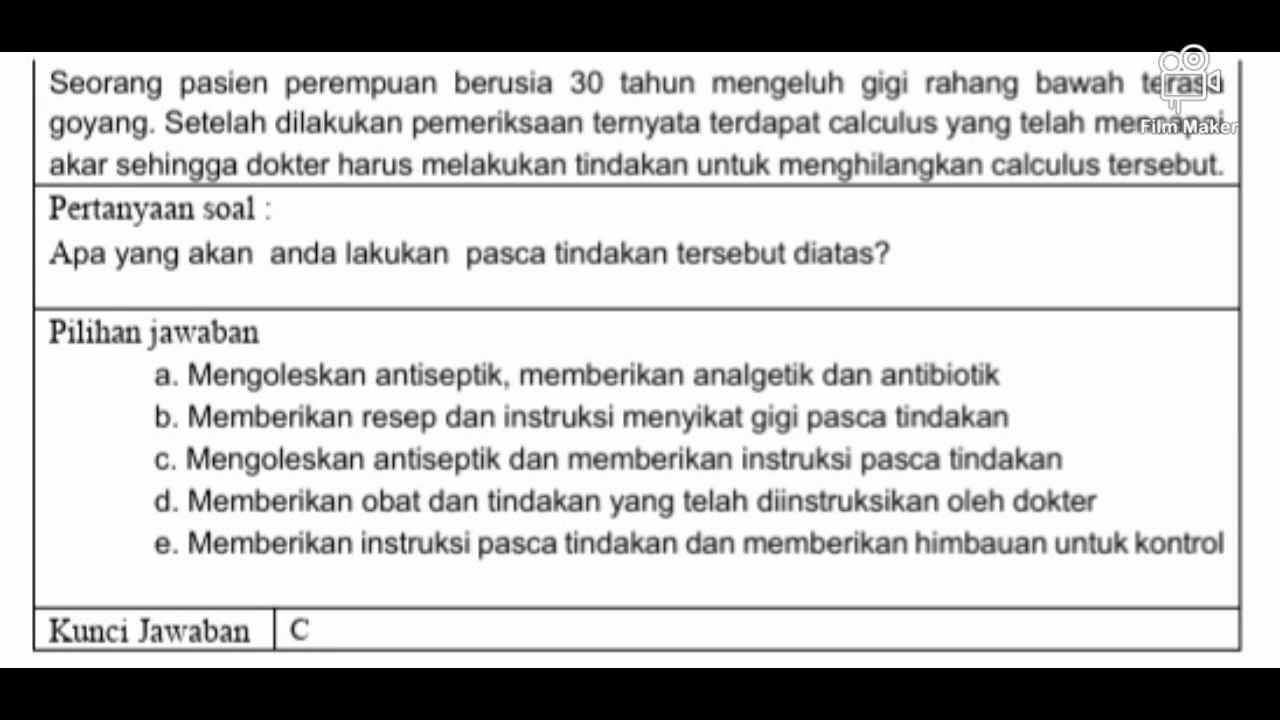 Seorang pasien perempuan berusia 30 tahun mengeluh gigi rahang bawah terasa
goyang. Setelah dilakukan pemeriksaan ternyata terdapat calculus yang telah
akar sehingga dokter harus melakukan tindakan untuk menghilangkan calculus tersebut.
Film Maker
Pertanyaan soal :
Apa yang akan anda lakukan pasca tindakan tersebut diatas?
Pilihan jawaban
a. Mengoleskan antiseptik, memberikan analgetik dan antibiotik
b. Memberikan resep dan instruksi menyikat gigi pasca tindakan
c. Mengoleskan antiseptik dan memberikan instruksi pasca tindakan
d. Memberikan obat dan tindakan yang telah diinstruksikan oleh dokter
e. Memberikan instruksi pasca tindakan dan memberikan himbauan untuk kontrol
Kunci Jawaban C